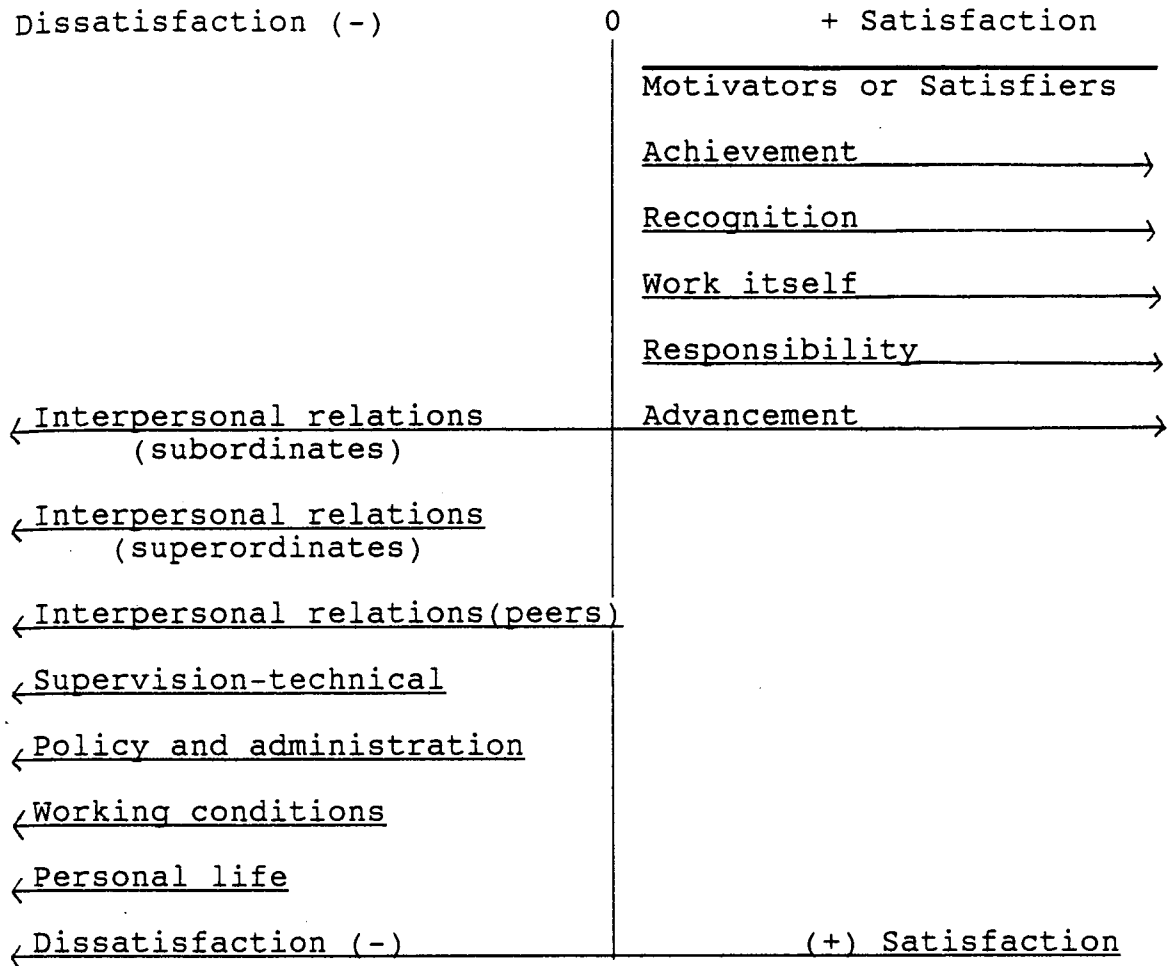 Dissatisfaction (-) 0 + Satisfaction
Motivators or Satisfiers
Achievement
Recognition
Work itself
Responsibility
Interpersonal relations Advancement
(subordinates)
Interpersonal relations
(superordinates)
Interpersonal relations(peers)
Supervision-technical
Policy and administration
Working conditions
Personal life
Dissatisfaction (-) (+) Satisfaction